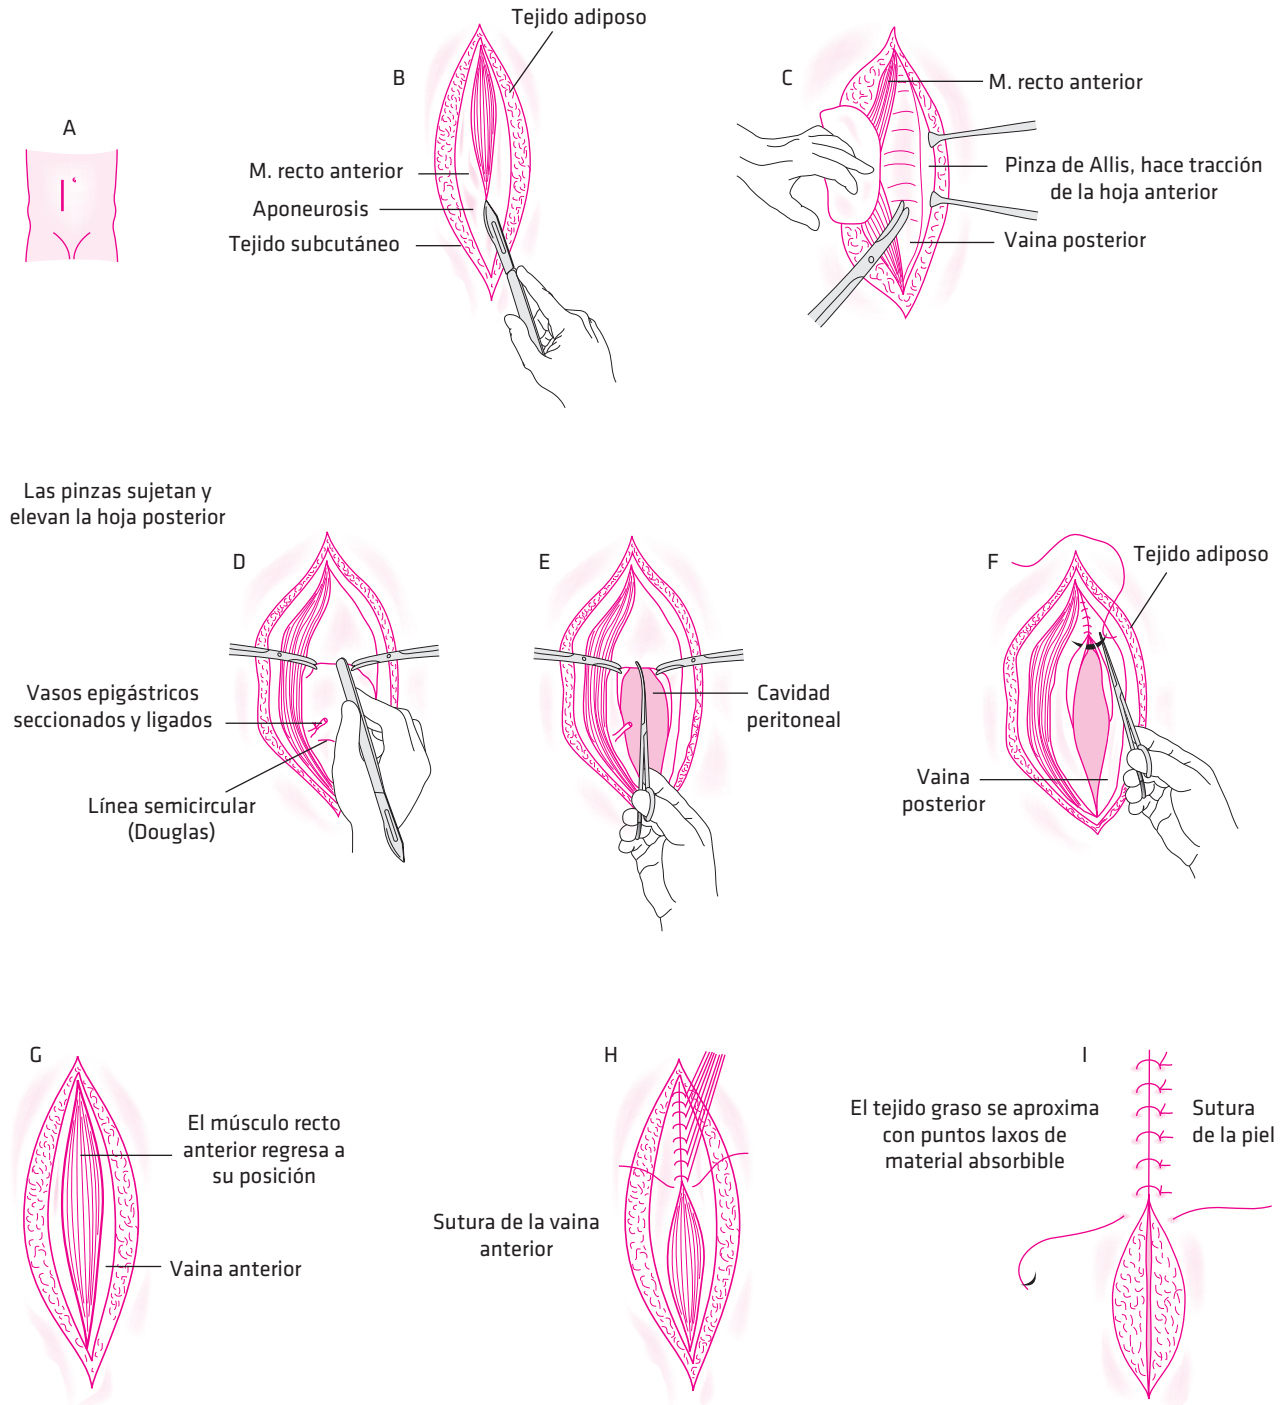 A
B
Tejido adiposo
M. recto anterior
Aponeurosis
Tejido subcutáneo
C
M. recto anterior
Pinza de Allis, hace tracción
de la hoja anterior
Vaina posterior
Las pinzas sujetan y
elevan la hoja posterior
D
Vasos epigástricos
seccionados y ligados
Línea semicircular
(Douglas)
E
Cavidad
peritoneal
F
Tejido adiposo
Vaina
posterior
G
El músculo recto
anterior regresa a
su posición
Vaina anterior
H
Sutura de la vaina
anterior
I
El tejido graso se aproxima
con puntos laxos de
material absorbible
Sutura
de la piel